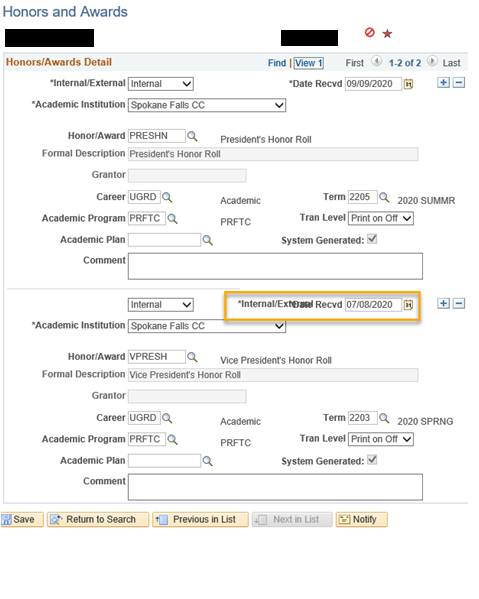 Honors and Awards
Honors/Awards Detail Find | View 1 First 1-2 of 2 Last
*Internal/External Internal *Date Recvd 09/09/2020
*Academic Institution Spokane Falls CC
Honor/Award PRESHN President's Honor Roll
Formal Description President's Honor Roll
Grantor
Career UGRD Academic Term 2205 2020 SUMMR
Academic Program PRFTC PRFTC Tran Level Print on Off
Academic Plan System Generated:
Comment
Internal *Internal/External *Date Recvd 07/08/2020
*Academic Institution Spokane Falls CC
Honor/Award VPRESH Vice President's Honor Roll
Formal Description Vice President's Honor Roll
Grantor
Career UGRD Academic Term 2203 2020 SPRNG
Academic Program PRFTC PRFTC Tran Level Print on Off
Academic Plan System Generated:
Comment
Save Return to Search Previous in List Next in List Notify